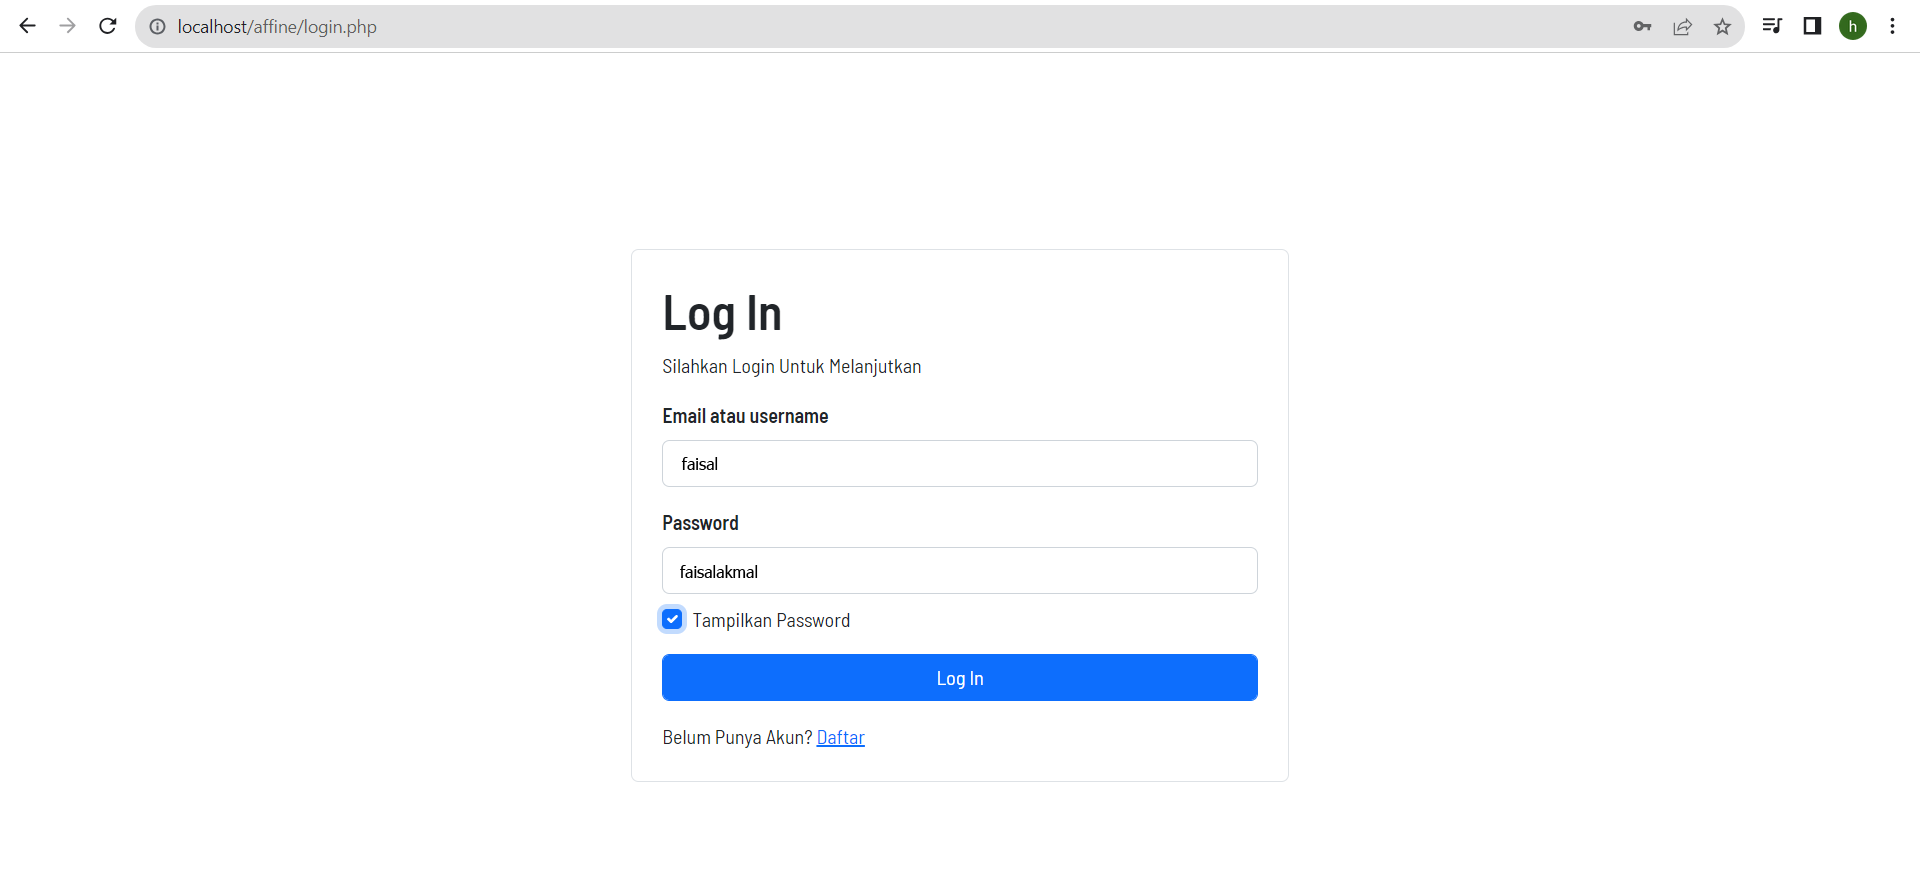 localhost/affine/login.php
h
Log In
Silahkan Login Untuk Melanjutkan
Email atau username
faisal
Password
faisalakmal
Tampilkan Password
Log In
Belum Punya Akun? Daftar